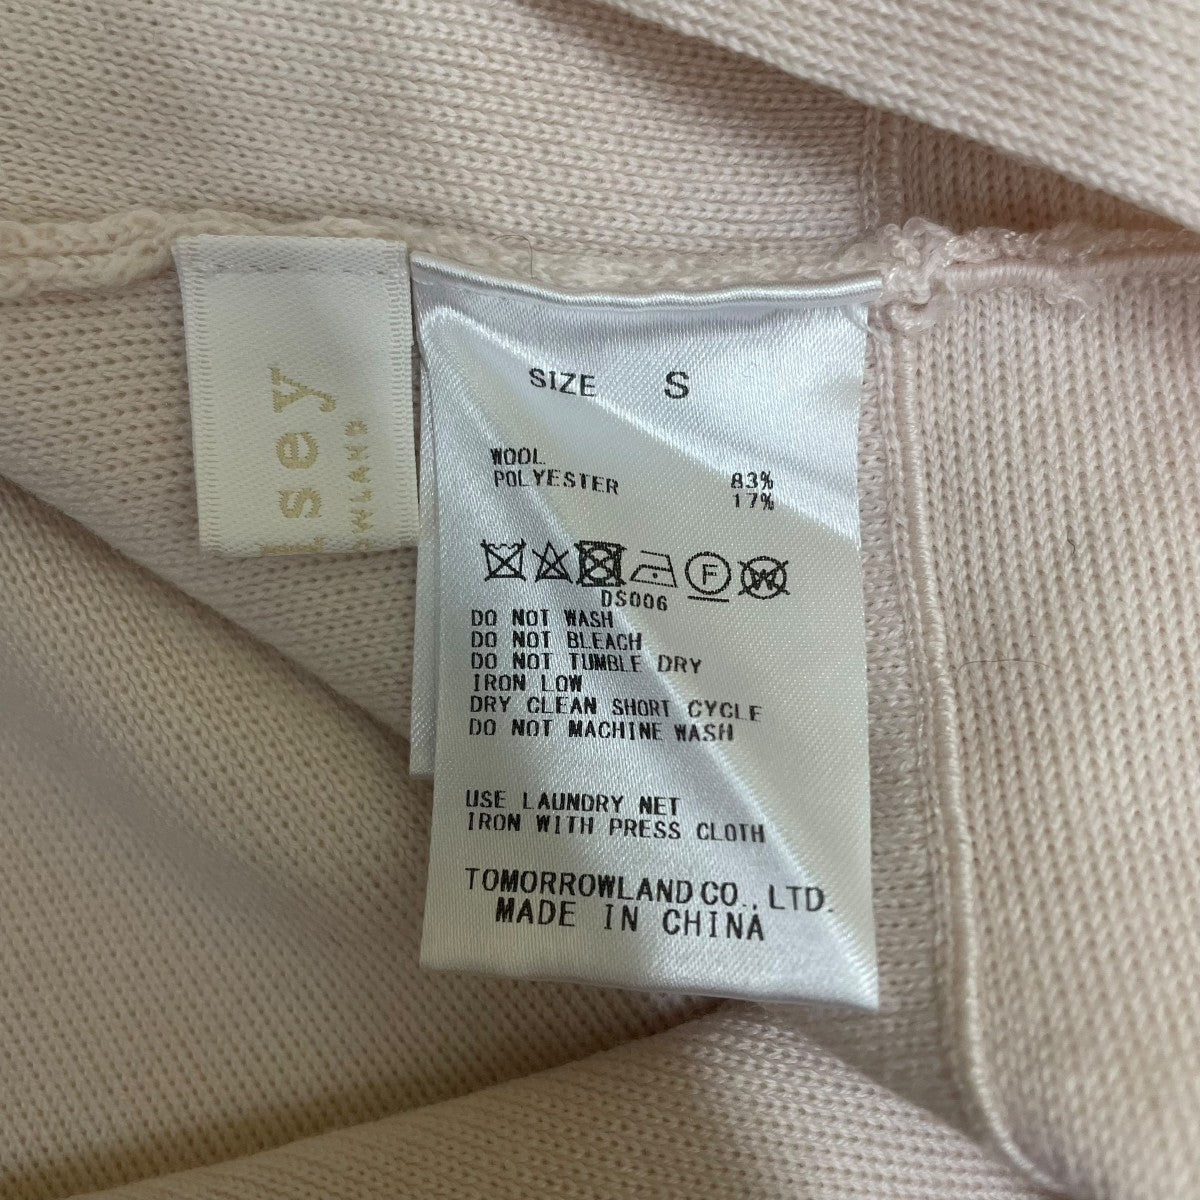 sey
WLAND
SIZE S
WOOL 83%
POLYESTER 17%
F W
DS006
DO NOT WASH
DO NOT BLEACH
DO NOT TUMBLE DRY
IRON LOW
DRY CLEAN SHORT CYCLE
DO NOT MACHINE WASH
USE LAUNDRY NET
IRON WITH PRESS CLOTH
TOMORROWLAND CO., LTD.
MADE IN CHINA